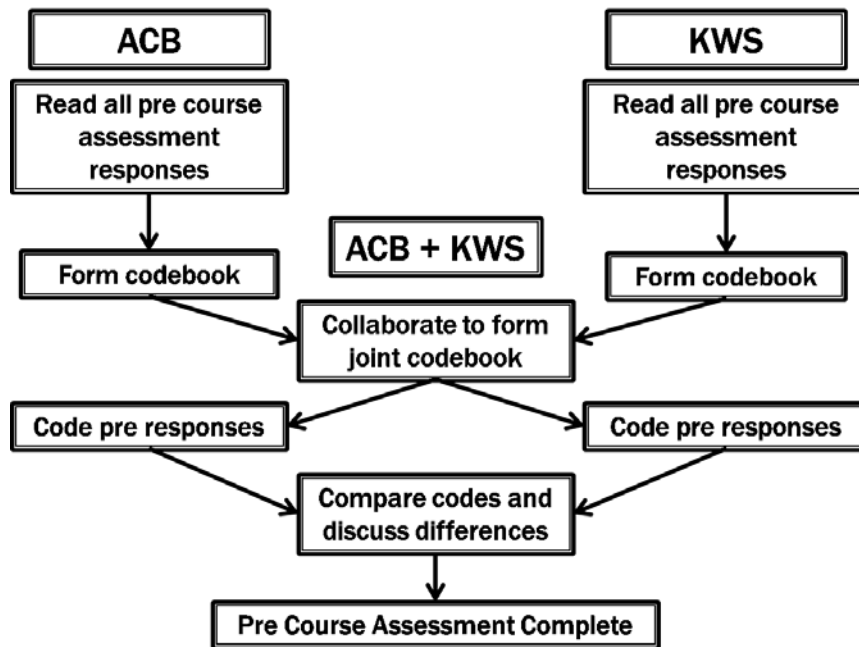 ACB
KWS
Read all pre course
assessment
responses
Read all pre course
assessment
responses
ACB + KWS
Form codebook
Form codebook
Collaborate to form
joint codebook
Code pre responses
Code pre responses
Compare codes and
discuss differences
Pre Course Assessment Complete